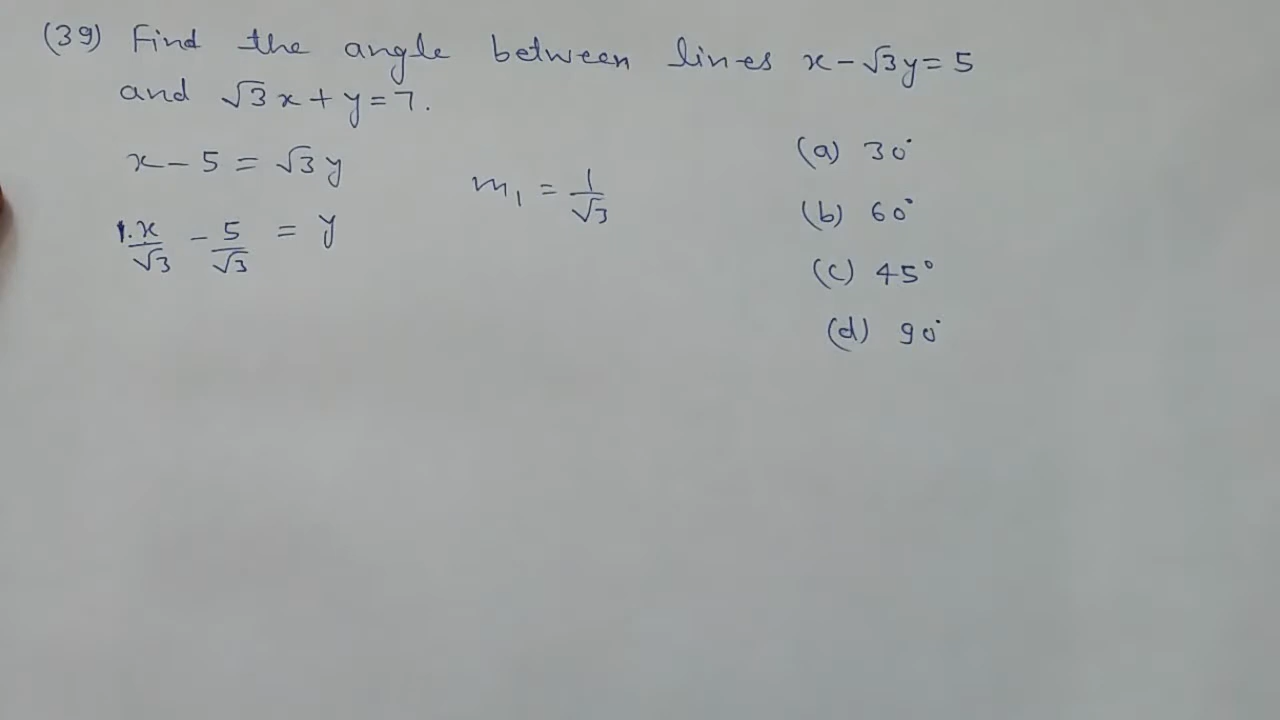 (39) Find the angle between lines x - √3y = 5
and √3x + y = 7.
x - 5 = √3y
1.x/√3 - 5/√3 = y
m₁ = 1/√3
(a) 30°
(b) 60°
(c) 45°
(d) 90°